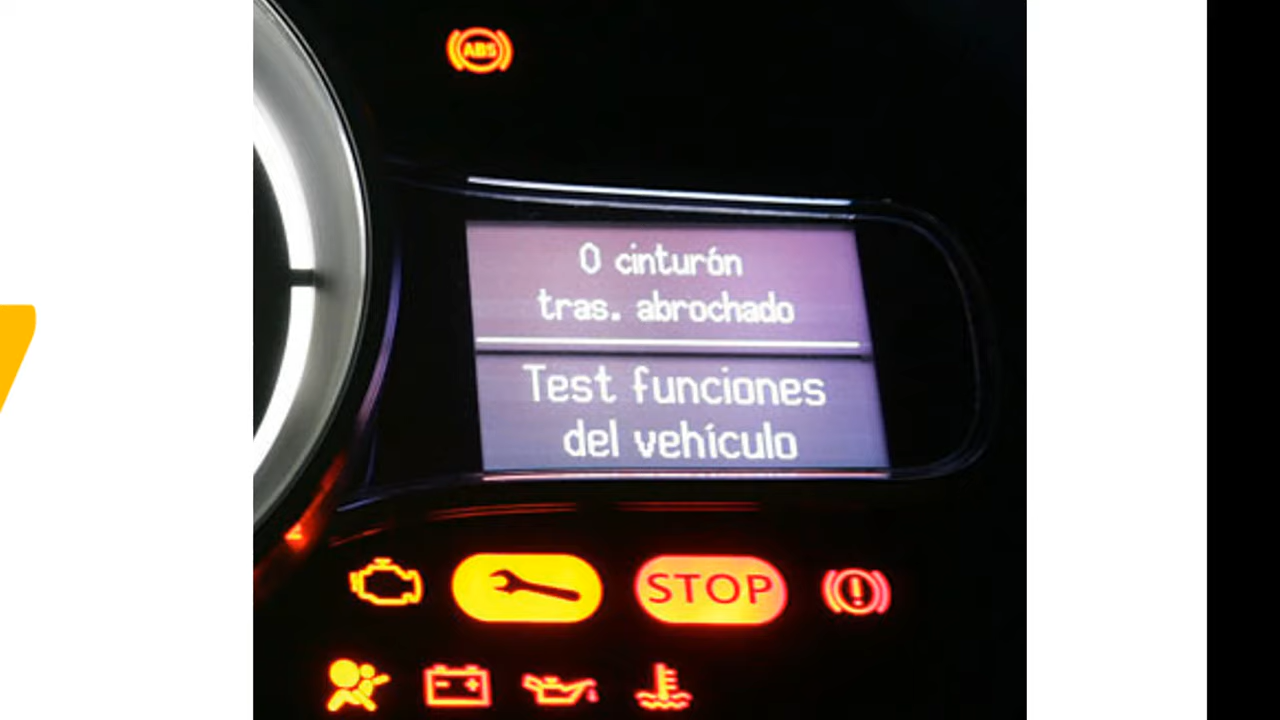 ABS
0 cinturón
tras. abrochado
Test funciones
del vehículo
STOP